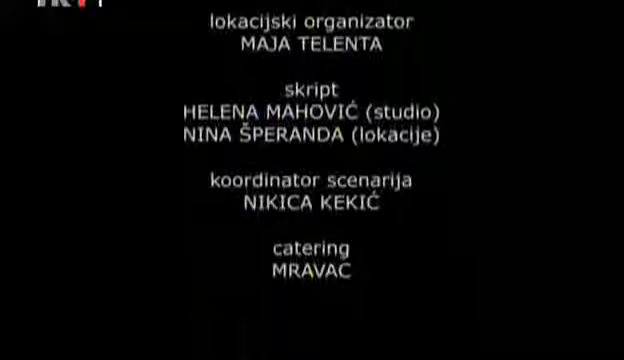 lokacijski organizator
MAJA TELENTA
skript
HELENA MAHOVIĆ (studio)
NINA ŠPERANDA (lokacije)
koordinator scenarija
NIKICA KEKIĆ
catering
MRAVAC